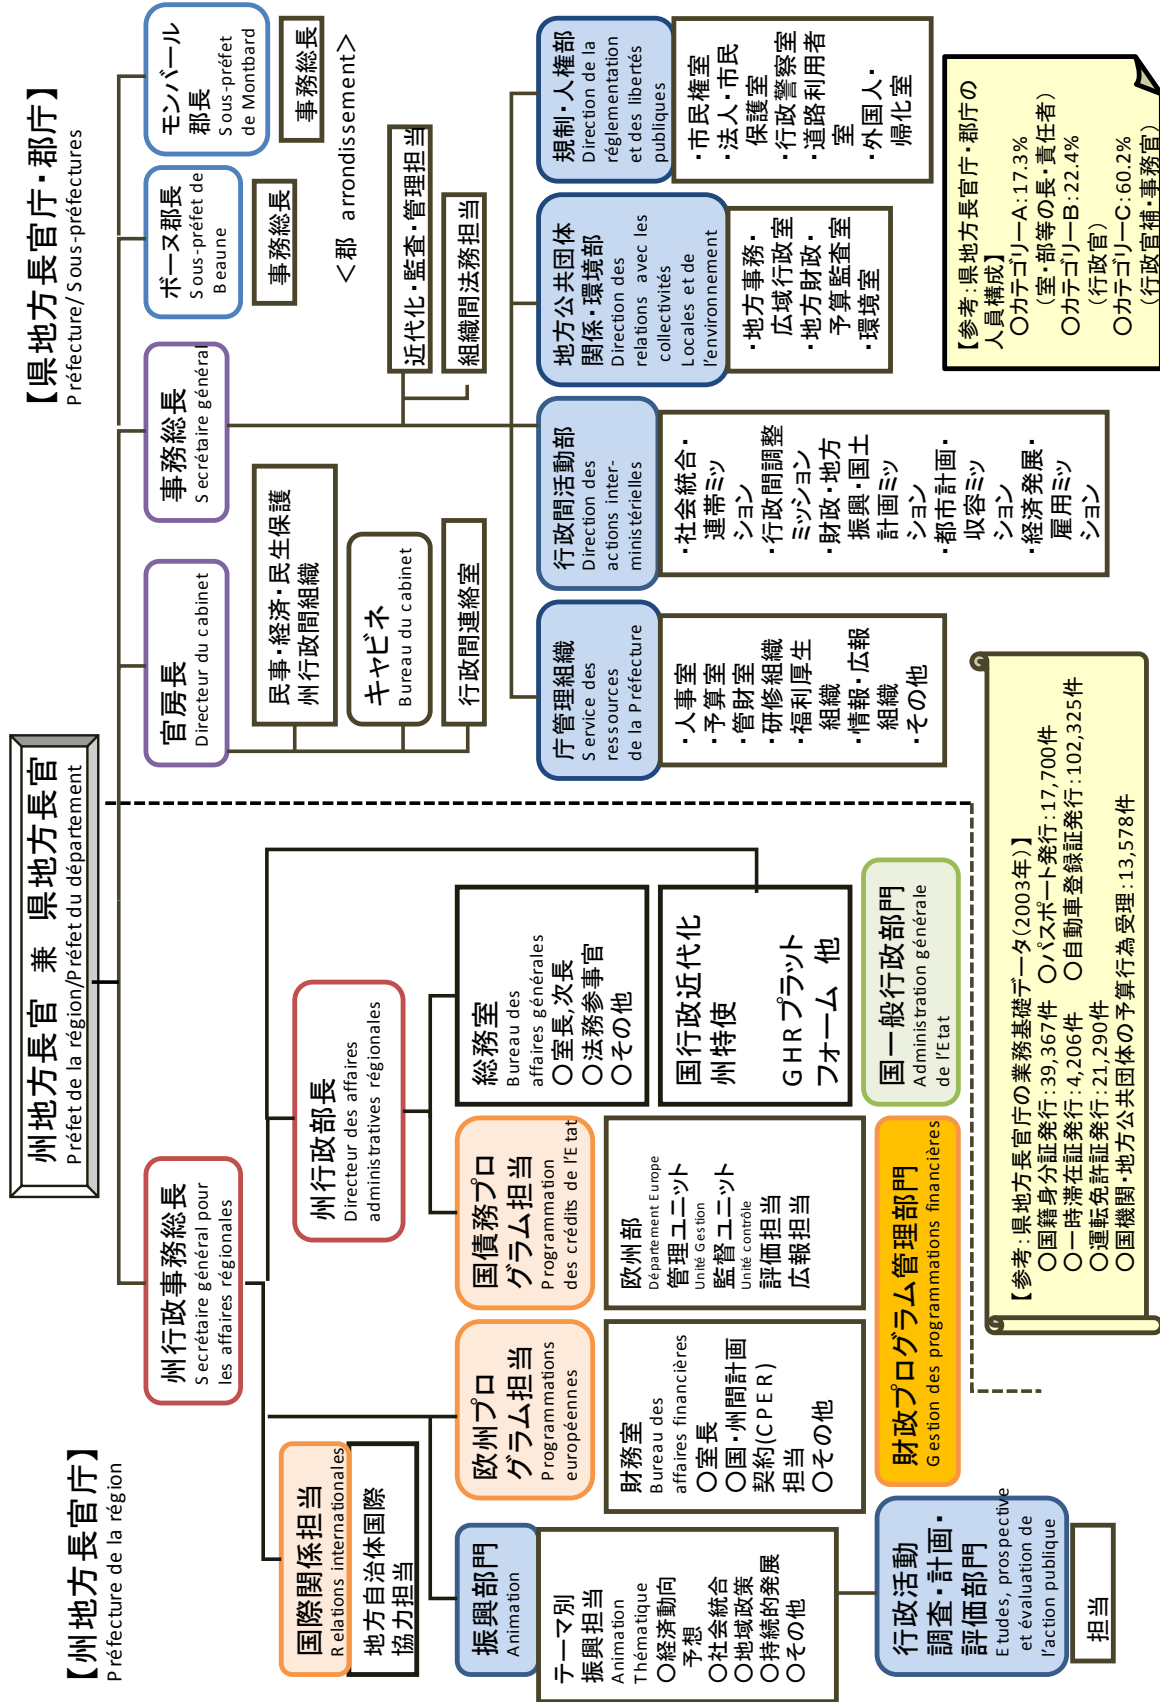 【州地方長官庁】
Préfecture de la région
州地方長官 兼 県地方長官
Préfet de la région/Préfet du département
【県地方長官庁・郡庁】
Préfecture/ Sous-préfectures
州行政事務総長
Secrétaire général pour
les affaires régionales
国際関係担当
Relations internationales
地方自治体国際
協力担当
州行政部長
Directeur des affaires
administratives régionales
振興部門
Animation
テーマ別
振興担当
Animation
Thématique
○経済動向
予想
○社会統合
○地域政策
○持続的発展
○その他
行政活動
調査・計画・
評価部門
Etudes, prospective
et évaluation de
l'action publique
担当
欧州プロ
グラム担当
Programmations
européennes
国債務プロ
グラム担当
Programmation
des crédits de l'Etat
財務室
Bureau des
affaires financières
○室長
○国・州間計画
契約(CPER)
担当
○その他
欧州部
Département Europe
管理ユニット
Unité Gestion
監督ユニット
Unité contrôle
評価担当
広報担当
財政プログラム管理部門
Gestion des programmations financières
総務室
Bureau des
affaires générales
○室長,次長
○法務参事官
○その他
国行政近代化
州特使
GHRプラット
フォーム 他
国一般行政部門
Administration générale
de l'Etat
官房長
Directeur du cabinet
民事・経済・民生保護
州行政間組織
キャビネ
Bureau du cabinet
行政間連絡室
事務総長
Secrétaire général
近代化・監査・管理担当
組織間法務担当
ボーヌ郡長
Sous-préfet de
Beaune
事務総長
モンバール
郡長
Sous-préfet
de Montbard
事務総長
＜郡 arrondissement＞
庁管理組織
Service des
ressources
de la Préfecture
・人事室
・予算室
・管財室
・研修組織
・福利厚生
組織
・情報・広報
組織
・その他
行政間活動部
Direction des
actions inter-
ministérielles
・社会統合・
連帯ミッ
ション
・行政間調整
ミッション
・財政・地方
振興・国土
計画ミッ
ション
・都市計画・
収容ミッ
ション
・経済発展・
雇用ミッ
ション
地方公共団体
関係・環境部
Direction des
relations avec les
collectivités
Locales et de
l'environnement
・地方事務・
広域行政室
・地方財政・
予算監査室
・環境室
規制・人権部
Direction de la
réglementation
et des libertés
publiques
・市民権室
・法人・市民
保護室
・行政警察室
・道路利用者
室
・外国人・
帰化室
【参考:県地方長官庁の業務基礎データ(2003年)】
○国籍身分証発行:39,367件 ○パスポート発行:17,700件
○一時滞在証発行:4,206件 ○自動車登録証発行:102,325件
○運転免許証発行:21,290件
○国機関・地方公共団体の予算行為受理:13,578件
【参考:県地方長官庁・郡庁の
人員構成】
○カテゴリーA:17.3%
(室・部等の長・責任者)
○カテゴリーB:22.4%
(行政官)
○カテゴリーC:60.2%
(行政官補・事務官)